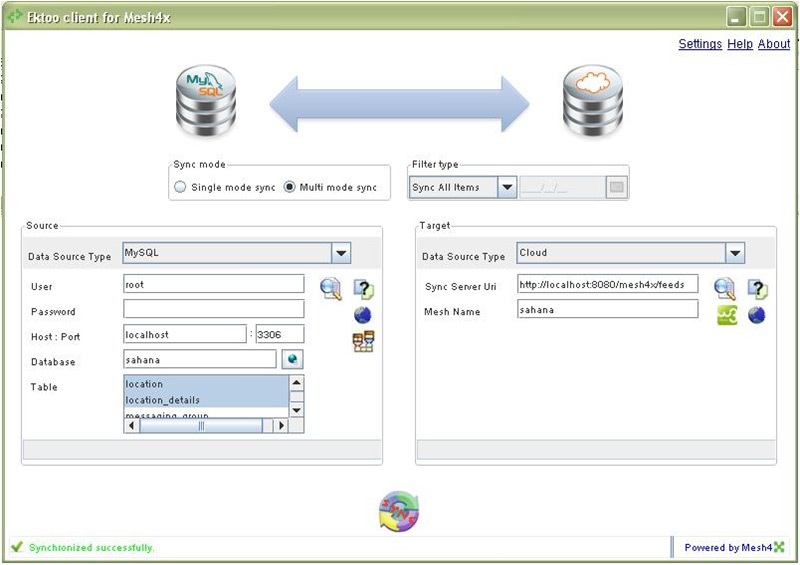 Ektoo client for Mesh4x
Settings Help About
My
SQL
Sync mode
Single mode sync Multi mode sync
Filter type
Sync All Items __/__/__
Source
Data Source Type MySQL
User root
Password
Host : Port localhost : 3306
Database sahana
Table location
location_details
messaging_group
Target
Data Source Type Cloud
Sync Server Uri http://localhost:8080/mesh4x/feeds
Mesh Name sahana
SYNC
Synchronized successfully.
Powered by Mesh4